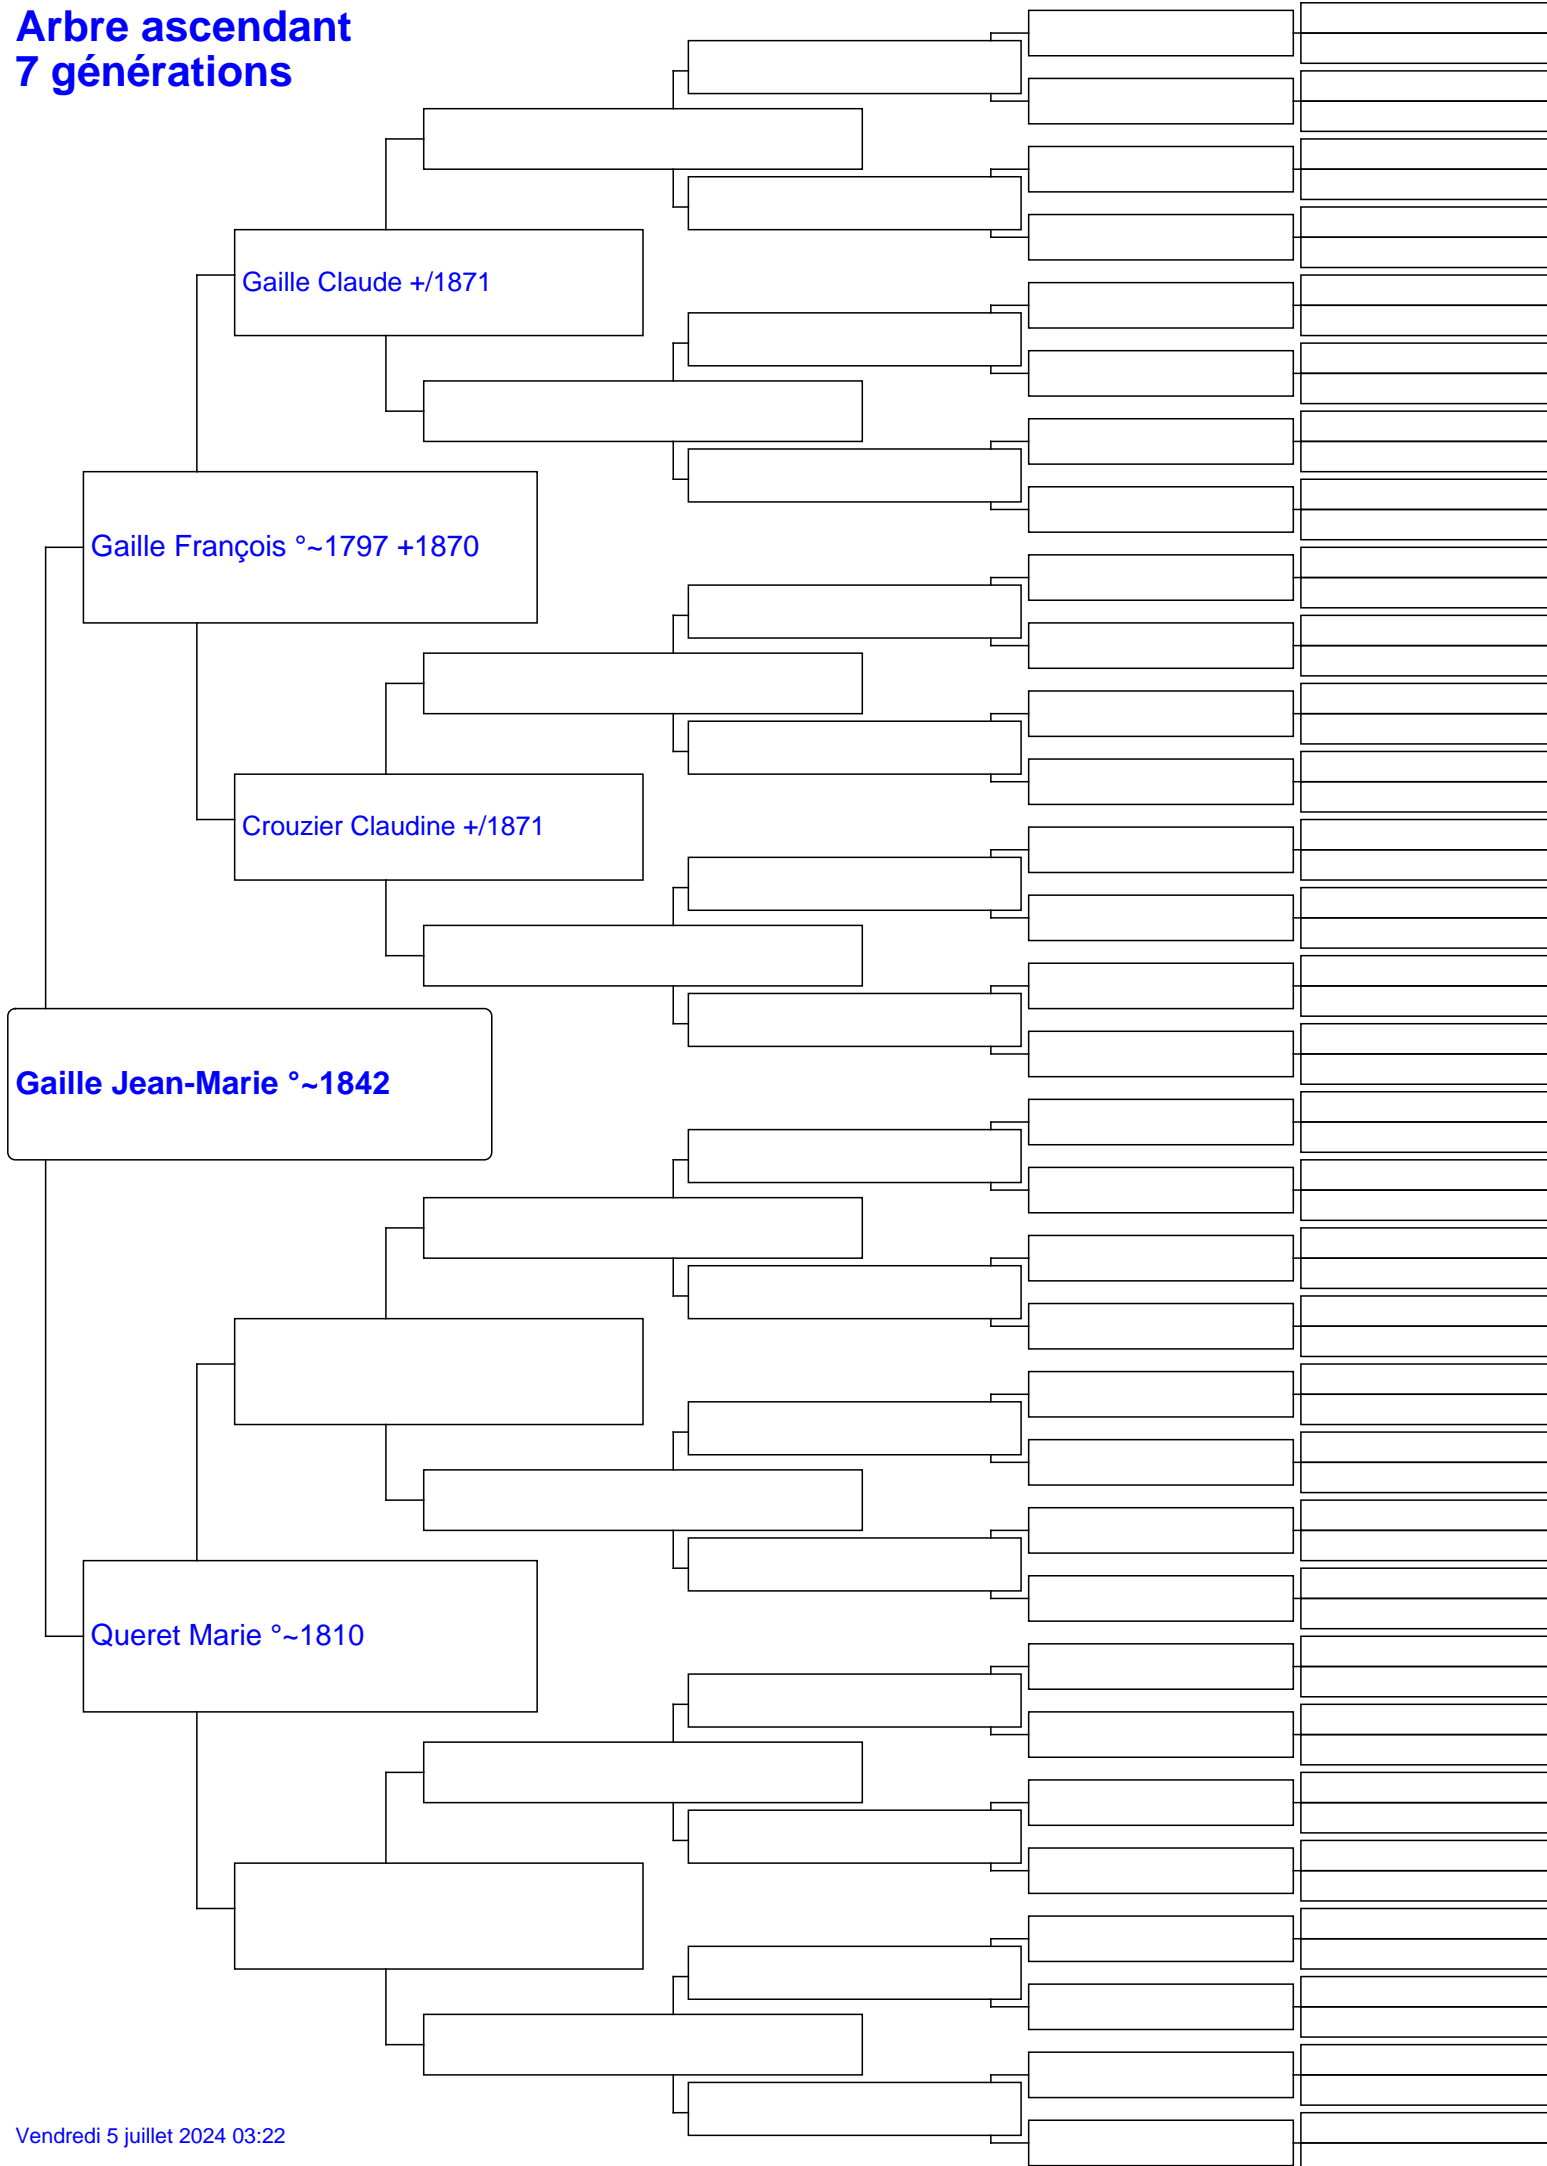 Arbre ascendant
7 générations
Gaille Claude +/1871
Gaille François °~1797 +1870
Crouzier Claudine +/1871
Gaille Jean-Marie °~1842
Queret Marie °~1810
Vendredi 5 juillet 2024 03:22